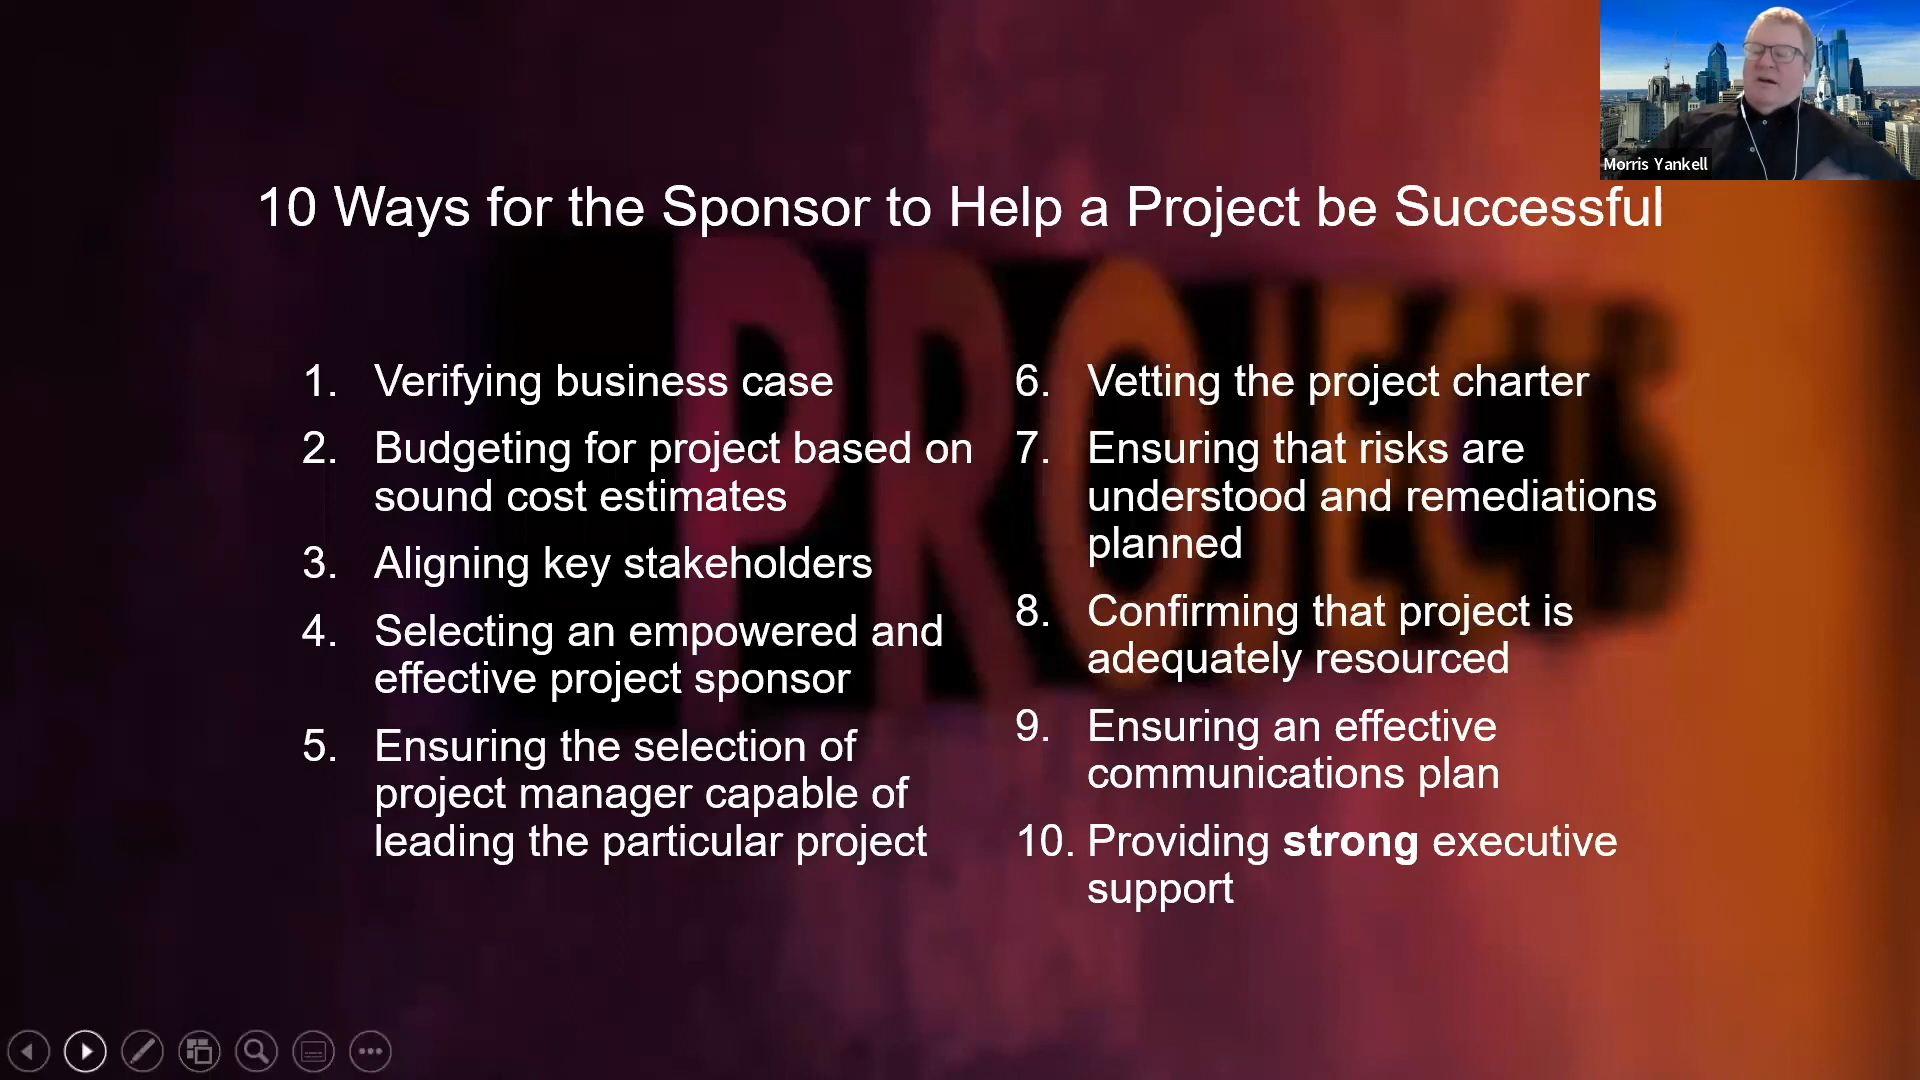 Morris Yankell
10 Ways for the Sponsor to Help a Project be Successful
1. Verifying business case
2. Budgeting for project based on
sound cost estimates
3. Aligning key stakeholders
4. Selecting an empowered and
effective project sponsor
5. Ensuring the selection of
project manager capable of
leading the particular project
6. Vetting the project charter
7. Ensuring that risks are
understood and remediations
planned
8. Confirming that project is
adequately resourced
9. Ensuring an effective
communications plan
10. Providing strong executive
support
PROJECTS